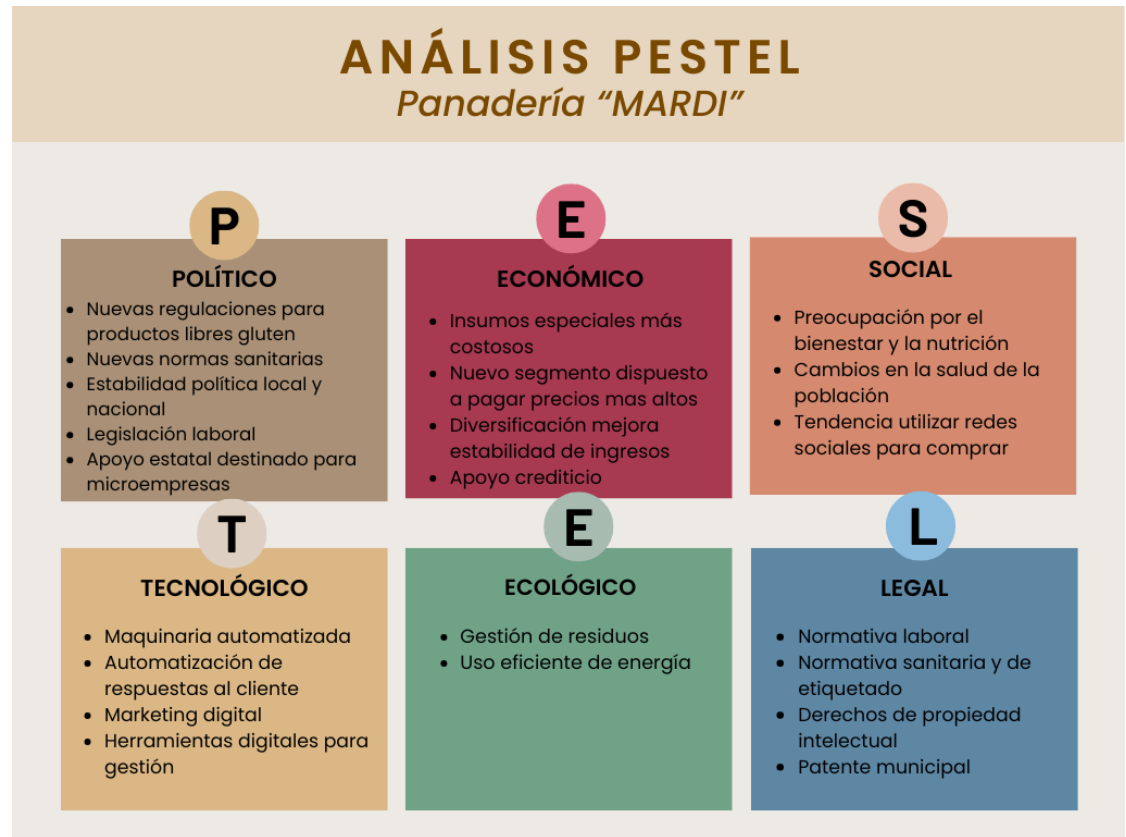 ANÁLISIS PESTEL
Panadería “MARDI”
P
POLÍTICO
• Nuevas regulaciones para
productos libres gluten
• Nuevas normas sanitarias
• Estabilidad política local y
nacional
• Legislación laboral
• Apoyo estatal destinado para
microempresas
E
ECONÓMICO
• Insumos especiales más
costosos
• Nuevo segmento dispuesto
a pagar precios mas altos
• Diversificación mejora
estabilidad de ingresos
• Apoyo crediticio
S
SOCIAL
• Preocupación por el
bienestar y la nutrición
• Cambios en la salud de la
población
• Tendencia utilizar redes
sociales para comprar
T
TECNOLÓGICO
• Maquinaria automatizada
• Automatización de
respuestas al cliente
• Marketing digital
• Herramientas digitales para
gestión
E
ECOLÓGICO
• Gestión de residuos
• Uso eficiente de energía
L
LEGAL
• Normativa laboral
• Normativa sanitaria y de
etiquetado
• Derechos de propiedad
intelectual
• Patente municipal